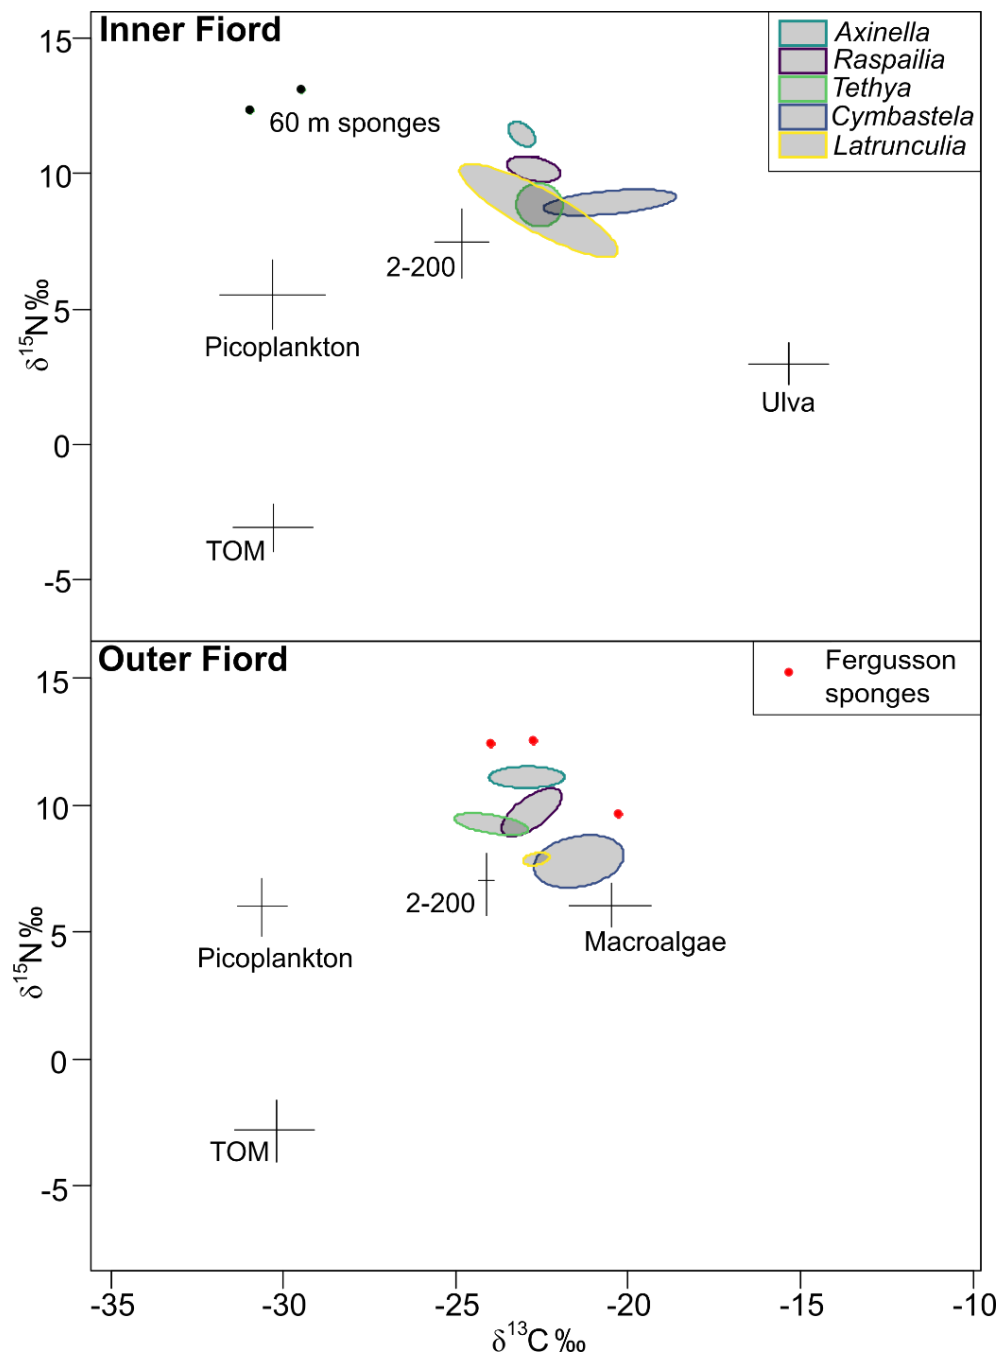 Inner Fiord
Axinella
Raspailia
Tethya
Cymbastela
Latrunculia
15
10
5
0
-5
δ15N‰
60 m sponges
2-200
Picoplankton
Ulva
TOM
Outer Fiord
Fergusson
sponges
15
10
5
0
-5
δ15N‰
2-200
Macroalgae
Picoplankton
TOM
-35
-30
-25
-20
-15
-10
δ13C‰